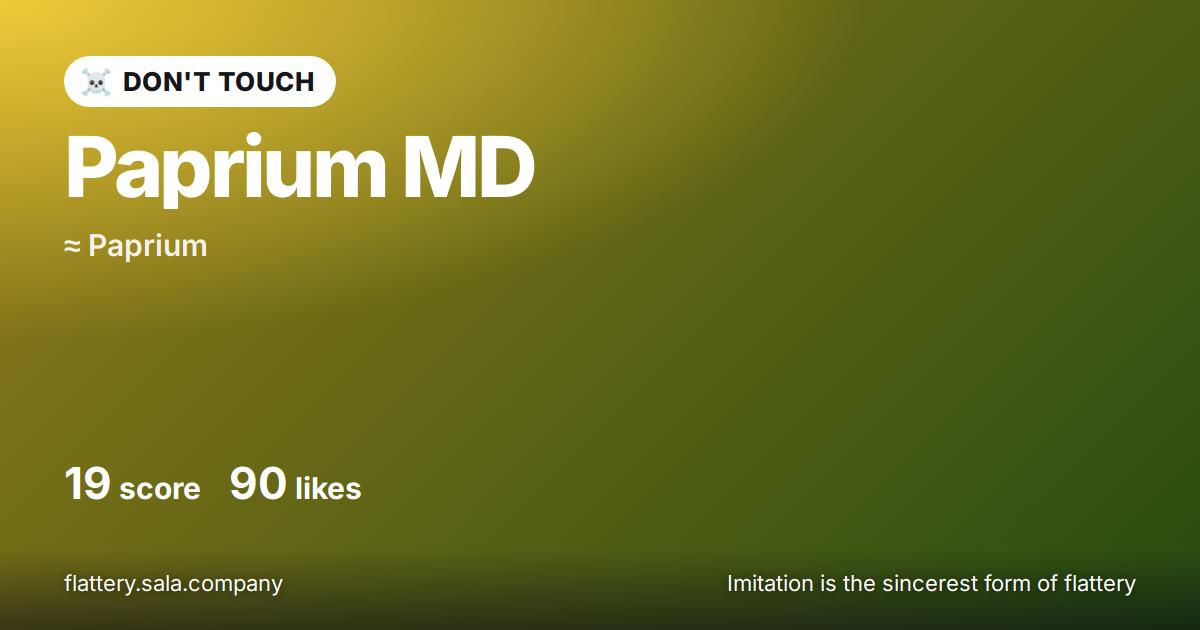 ☠️ DON'T TOUCH
Paprium MD
≈ Paprium
19 score 90 likes
flattery.sala.company
Imitation is the sincerest form of flattery